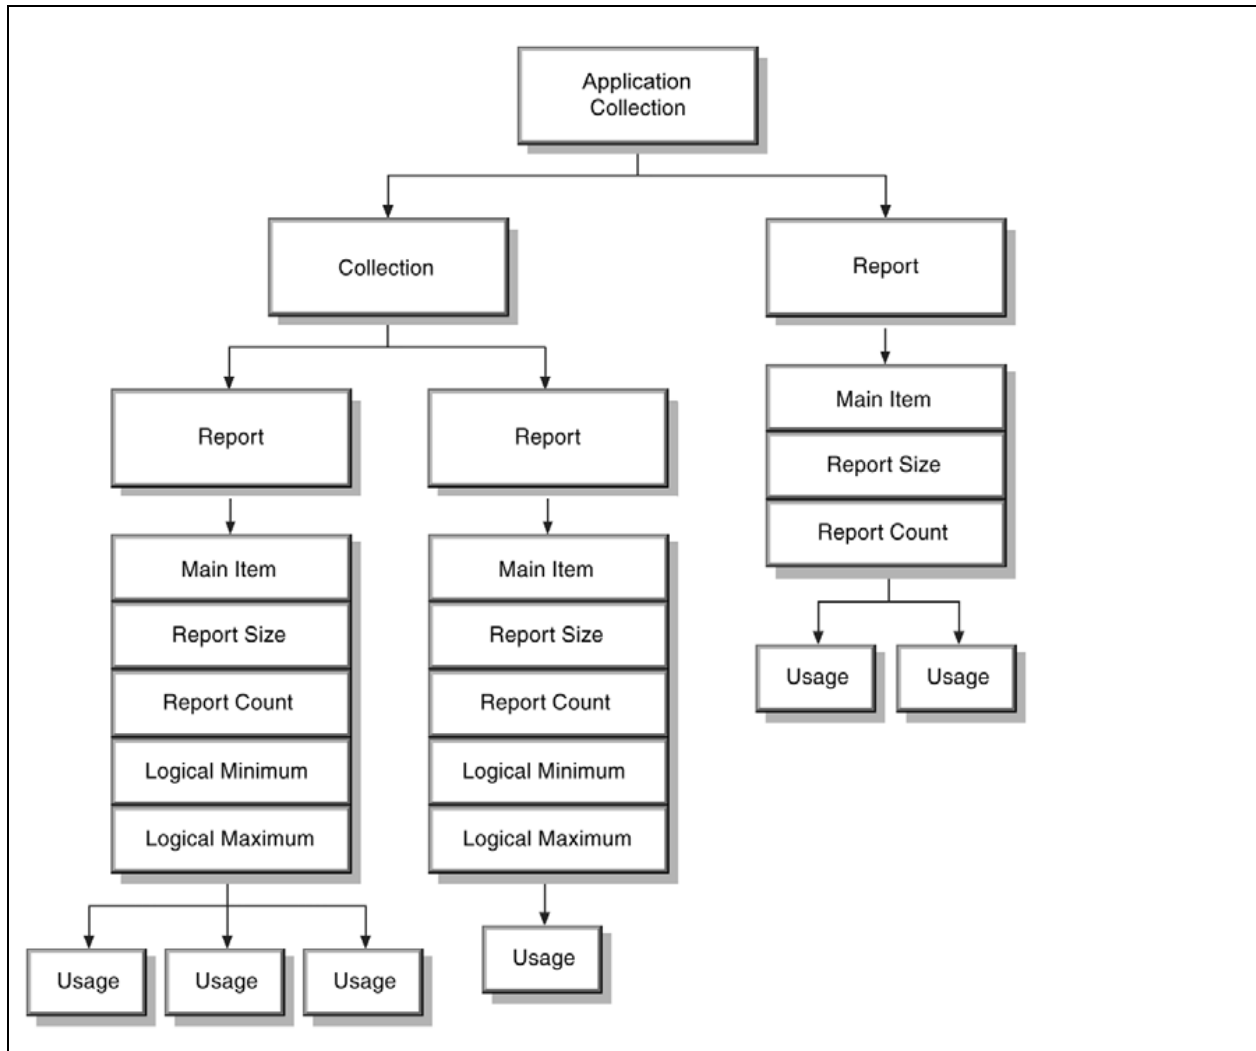 Application
Collection
Collection
Report
Report
Report
Main Item
Report Size
Report Count
Main Item
Report Size
Report Count
Logical Minimum
Logical Maximum
Main Item
Report Size
Report Count
Logical Minimum
Logical Maximum
Usage
Usage
Usage
Usage
Usage
Usage